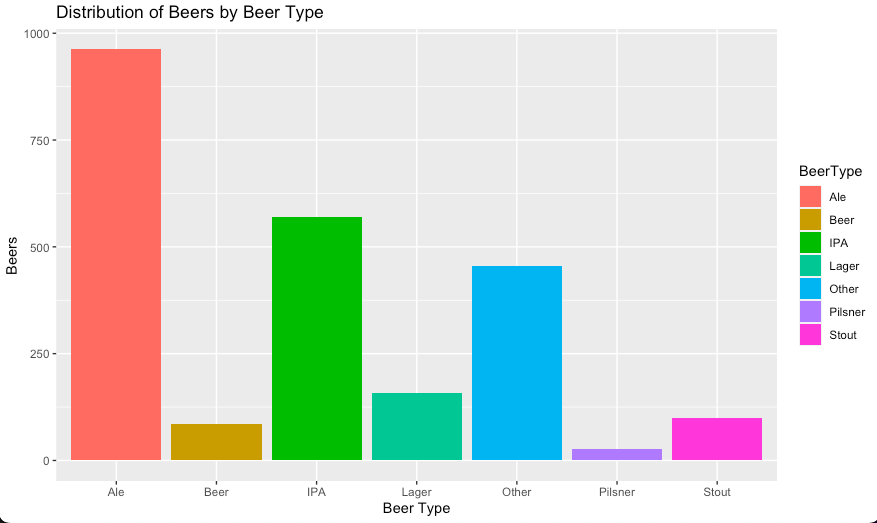 Distribution of Beers by Beer Type
Beers
1000
750
500
250
0
Ale Beer IPA Lager Other Pilsner Stout
Beer Type
BeerType
Ale
Beer
IPA
Lager
Other
Pilsner
Stout